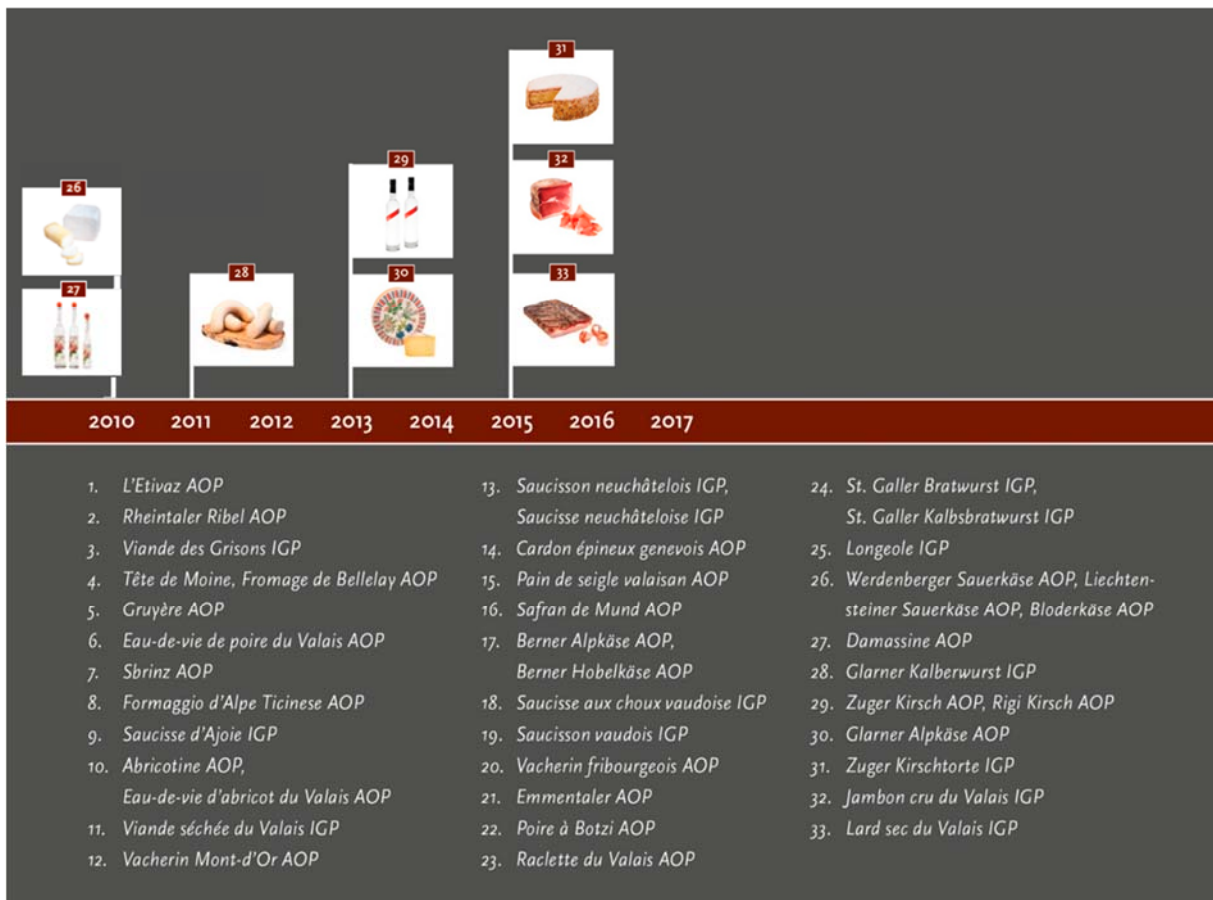 31
29
32
26
28
30
33
27
2010 2011 2012 2013 2014 2015 2016 2017
1. L'Etivaz AOP
2. Rheintaler Ribel AOP
3. Viande des Grisons IGP
4. Tête de Moine, Fromage de Bellelay AOP
5. Gruyère AOP
6. Eau-de-vie de poire du Valais AOP
7. Sbrinz AOP
8. Formaggio d'Alpe Ticinese AOP
9. Saucisse d'Ajoie IGP
10. Abricotine AOP,
Eau-de-vie d'abricot du Valais AOP
11. Viande séchée du Valais IGP
12. Vacherin Mont-d'Or AOP
13. Saucisson neuchâtelois IGP,
Saucisse neuchâteloise IGP
14. Cardon épineux genevois AOP
15. Pain de seigle valaisan AOP
16. Safran de Mund AOP
17. Berner Alpkäse AOP,
Berner Hobelkäse AOP
18. Saucisse aux choux vaudoise IGP
19. Saucisson vaudois IGP
20. Vacherin fribourgeois AOP
21. Emmentaler AOP
22. Poire à Botzi AOP
23. Raclette du Valais AOP
24. St. Galler Bratwurst IGP,
St. Galler Kalbsbratwurst IGP
25. Longeole IGP
26. Werdenberger Sauerkäse AOP, Liechten-
steiner Sauerkäse AOP, Bloderkäse AOP
27. Damassine AOP
28. Glarner Kalberwurst IGP
29. Zuger Kirsch AOP, Rigi Kirsch AOP
30. Glarner Alpkäse AOP
31. Zuger Kirschtorte IGP
32. Jambon cru du Valais IGP
33. Lard sec du Valais IGP